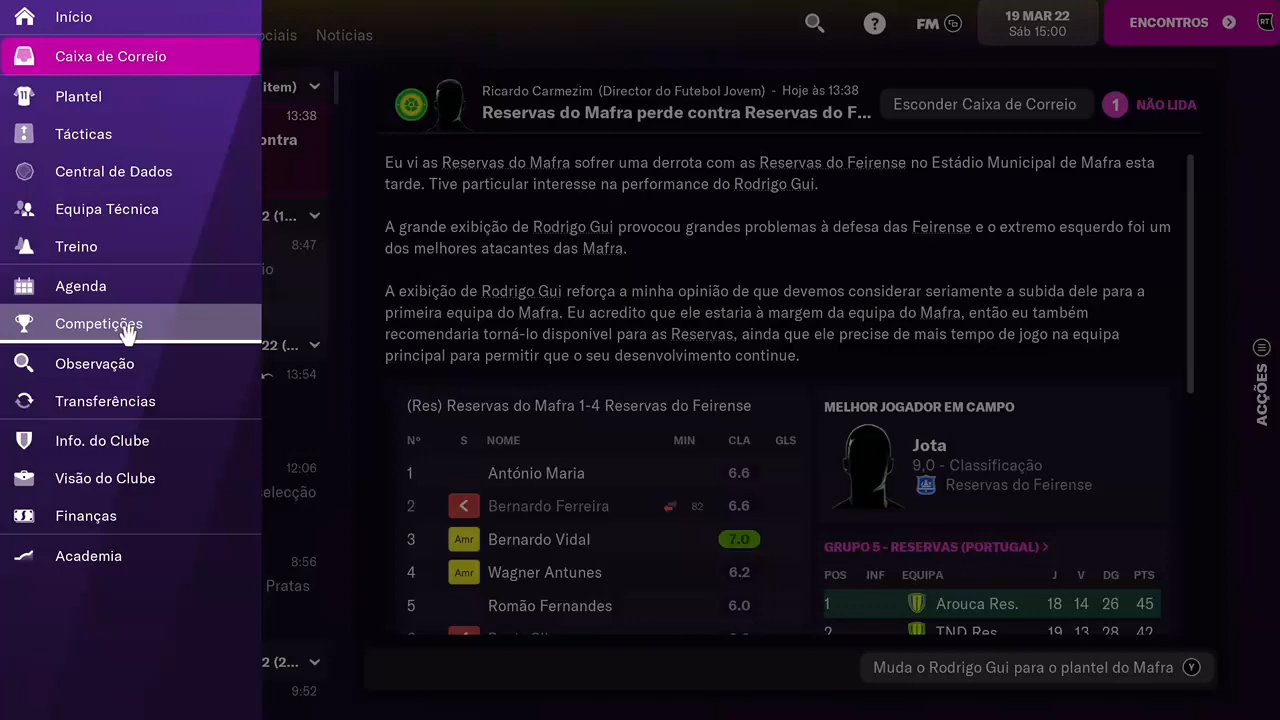 Início
Caixa de Correio
Plantel
Tácticas
Central de Dados
Equipa Técnica
Treino
Agenda
Competições
Observação
Transferências
Info. do Clube
Visão do Clube
Finanças
Academia
ociais
Notícias
FM
19 MAR 22
Sáb 15:00
ENCONTROS
RT
item)
13:38
ontra
2 (1...
8:47
io
22 (...
13:54
12:06
elecção
8:56
Pratas
2 (2...
9:52
Ricardo Carmezim (Director do Futebol Jovem) - Hoje às 13:38
Reservas do Mafra perde contra Reservas do F...
Esconder Caixa de Correio
1 NÃO LIDA
Eu vi as Reservas do Mafra sofrer uma derrota com as Reservas do Feirense no Estádio Municipal de Mafra esta
tarde. Tive particular interesse na performance do Rodrigo Gui.
A grande exibição de Rodrigo Gui provocou grandes problemas à defesa das Feirense e o extremo esquerdo foi um
dos melhores atacantes das Mafra.
A exibição de Rodrigo Gui reforça a minha opinião de que devemos considerar seriamente a subida dele para a
primeira equipa do Mafra. Eu acredito que ele estaria à margem da equipa do Mafra, então eu também
recomendaria torná-lo disponível para as Reservas, ainda que ele precise de mais tempo de jogo na equipa
principal para permitir que o seu desenvolvimento continue.
(Res) Reservas do Mafra 1-4 Reservas do Feirense
Nº S NOME MIN CLA GLS
1 António Maria 6.6
2 Bernardo Ferreira 82 6.6
3 Amr Bernardo Vidal 7.0
4 Amr Wagner Antunes 6.2
5 Romão Fernandes 6.0
MELHOR JOGADOR EM CAMPO
Jota
9,0 - Classificação
Reservas do Feirense
GRUPO 5 - RESERVAS (PORTUGAL) >
POS INF EQUIPA J V DG PTS
1 Arouca Res. 18 14 26 45
2 TND Res. 19 13 28 42
Muda o Rodrigo Gui para o plantel do Mafra Y
ACÇÕES